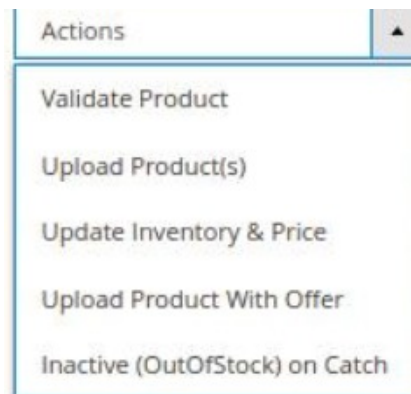 Actions
Validate Product
Upload Product(s)
Update Inventory & Price
Upload Product With Offer
Inactive (OutOfStock) on Catch